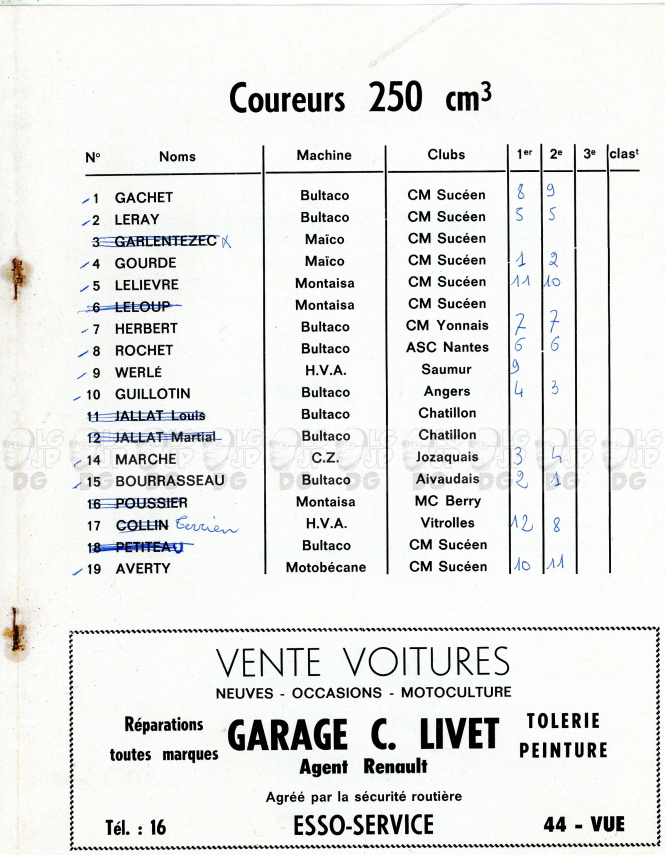 Coureurs 250 cm³
N° Noms Machine Clubs 1er 2e 3e clast
1 GACHET Bultaco CM Sucéen 8 9
2 LERAY Bultaco CM Sucéen 5 5
3 GARLENTEZEC x Maïco CM Sucéen
4 GOURDE Maïco CM Sucéen 1 2
5 LELIEVRE Montaisa CM Sucéen 11 10
6 LELOUP Montaisa CM Sucéen
7 HERBERT Bultaco CM Yonnais 7 7
8 ROCHET Bultaco ASC Nantes 6 6
9 WERLÉ H.V.A. Saumur 9
10 GUILLOTIN Bultaco Angers 4 3
11 JALLAT Louis Bultaco Chatillon
12 JALLAT Martial Bultaco Chatillon
14 MARCHE C.Z. Jozaquais 3 4
15 BOURRASSEAU Bultaco Aivaudais 2 1
16 POUSSIER Montaisa MC Berry
17 COLLIN Terrien H.V.A. Vitrolles 12 8
18 PETITEAU Bultaco CM Sucéen
19 AVERTY Motobécane CM Sucéen 10 11
LG JP DG
VENTE VOITURES
NEUVES - OCCASIONS - MOTOCULTURE
Réparations toutes marques
GARAGE C. LIVET
Agent Renault
TOLERIE
PEINTURE
Agréé par la sécurité routière
Tél. : 16 ESSO-SERVICE 44 - VUE